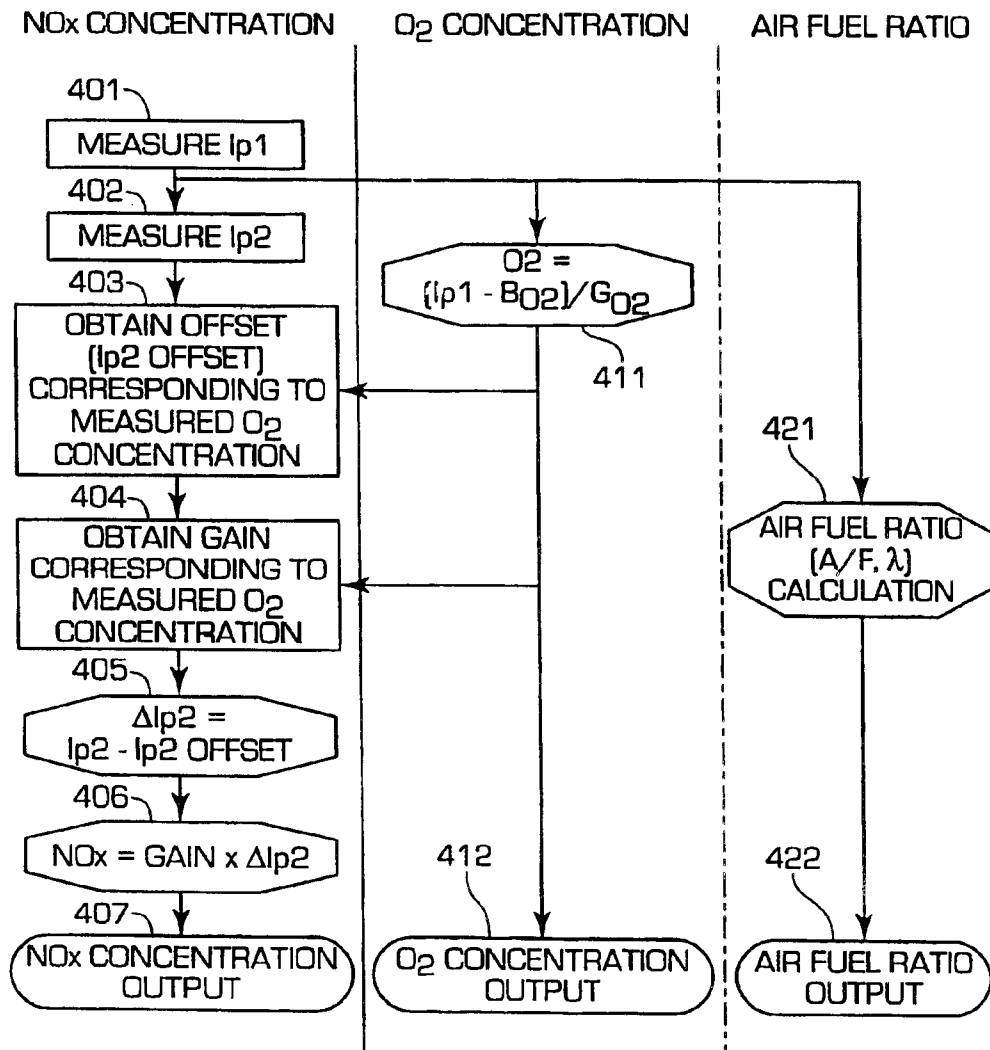 NOx CONCENTRATION
O2 CONCENTRATION
AIR FUEL RATIO
401
MEASURE Ip1
402
MEASURE Ip2
403
OBTAIN OFFSET
(Ip2 OFFSET)
CORRESPONDING TO
MEASURED O2
CONCENTRATION
404
OBTAIN GAIN
CORRESPONDING TO
MEASURED O2
CONCENTRATION
405
ΔIp2 =
Ip2 - Ip2 OFFSET
406
NOx = GAIN x ΔIp2
407
NOx CONCENTRATION
OUTPUT
O2 =
(Ip1 - BO2)/GO2
411
412
O2 CONCENTRATION
OUTPUT
421
AIR FUEL RATIO
(A/F, λ)
CALCULATION
422
AIR FUEL RATIO
OUTPUT